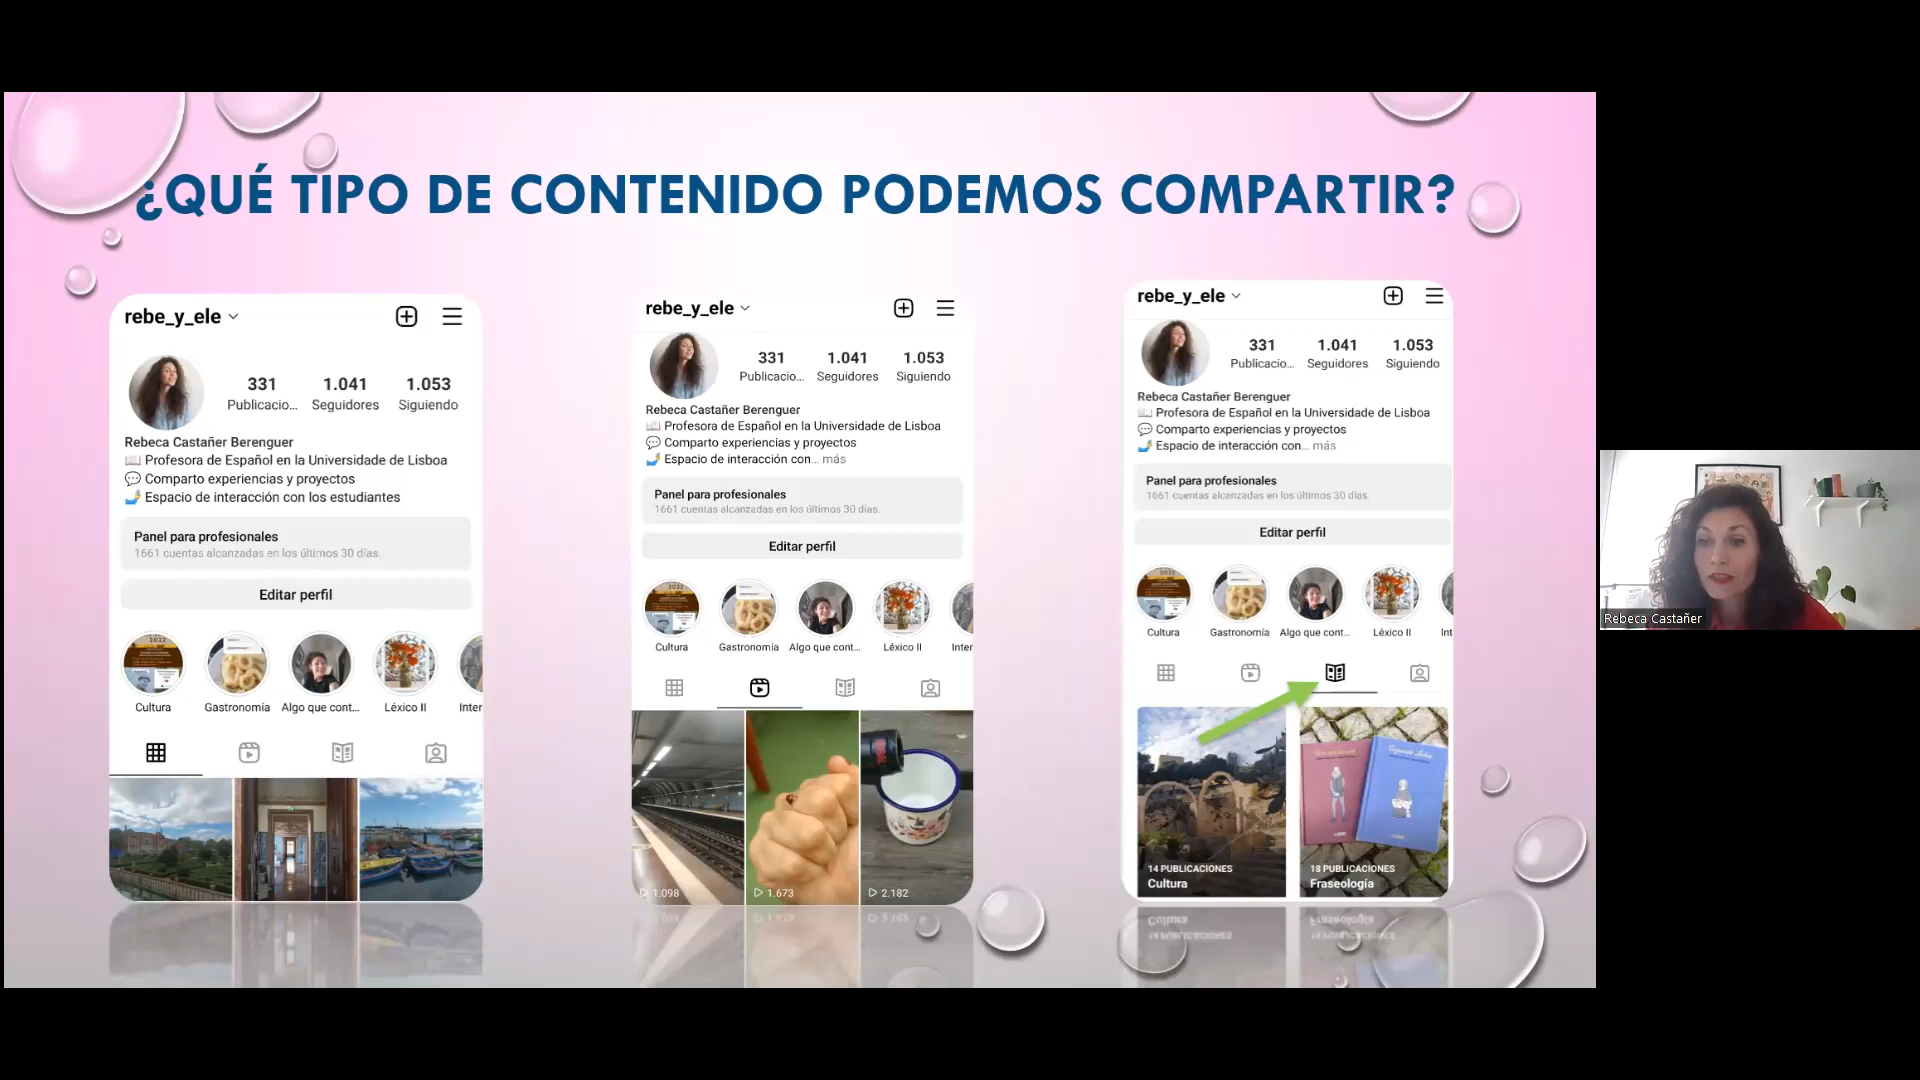 ¿QUÉ TIPO DE CONTENIDO PODEMOS COMPARTIR?
rebe_y_ele
331 1.041 1.053
Publicacio... Seguidores Siguiendo
Rebeca Castañer Berenguer
Profesora de Español en la Universidade de Lisboa
Comparto experiencias y proyectos
Espacio de interacción con los estudiantes
Panel para profesionales
1661 cuentas alcanzadas en los últimos 30 días.
Editar perfil
Cultura Gastronomía Algo que cont... Léxico II Inter
rebe_y_ele
331 1.041 1.053
Publicacio... Seguidores Siguiendo
Rebeca Castañer Berenguer
Profesora de Español en la Universidade de Lisboa
Comparto experiencias y proyectos
Espacio de interacción con... más
Panel para profesionales
1661 cuentas alcanzadas en los últimos 30 días.
Editar perfil
Cultura Gastronomía Algo que cont... Léxico II Inter
1.098 1.673 2.182
rebe_y_ele
331 1.041 1.053
Publicacio... Seguidores Siguiendo
Rebeca Castañer Berenguer
Profesora de Español en la Universidade de Lisboa
Comparto experiencias y proyectos
Espacio de interacción con... más
Panel para profesionales
1661 cuentas alcanzadas en los últimos 30 días.
Editar perfil
Cultura Gastronomía Algo que cont... Léxico II Int
14 PUBLICACIONES
Cultura
18 PUBLICACIONES
Fraseología
Rebeca Castañer